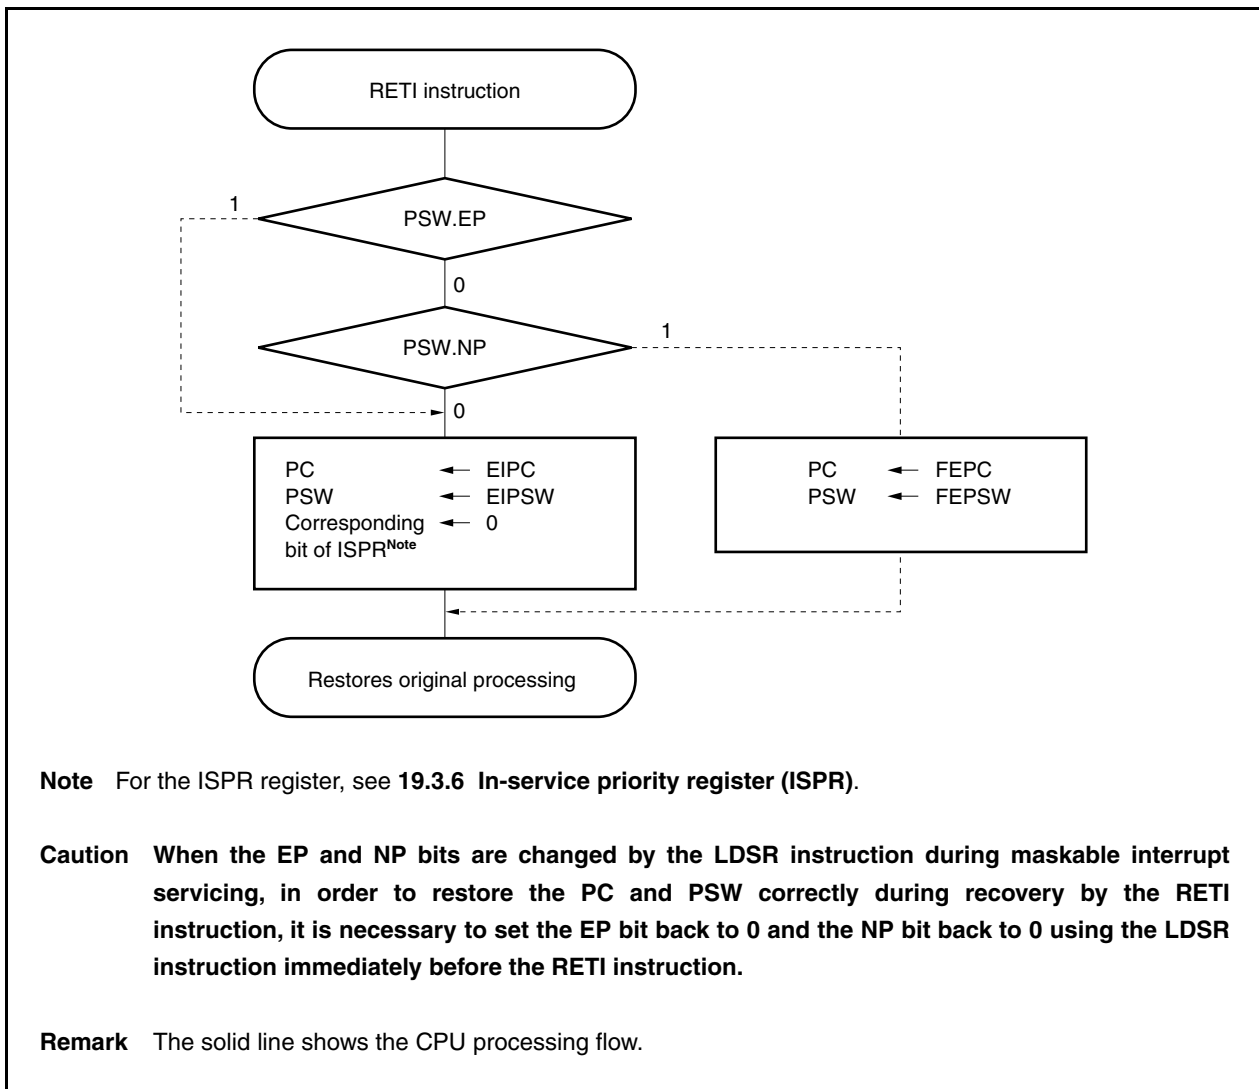 RETI instruction
1
PSW.EP
0
1
PSW.NP
0
PC ← EIPC
PSW ← EIPSW
Corresponding ← 0
bit of ISPRNote
PC ← FEPC
PSW ← FEPSW
Restores original processing
Note For the ISPR register, see 19.3.6 In-service priority register (ISPR).
Caution When the EP and NP bits are changed by the LDSR instruction during maskable interrupt
servicing, in order to restore the PC and PSW correctly during recovery by the RETI
instruction, it is necessary to set the EP bit back to 0 and the NP bit back to 0 using the LDSR
instruction immediately before the RETI instruction.
Remark The solid line shows the CPU processing flow.